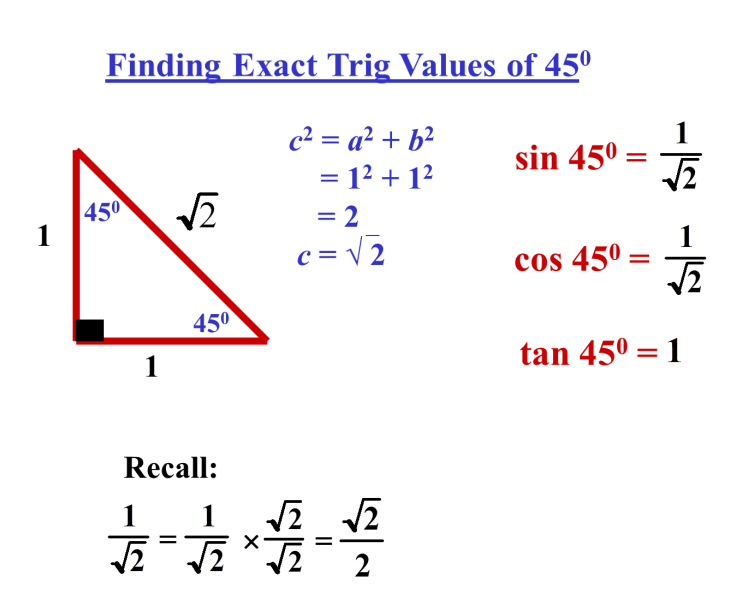 Finding Exact Trig Values of 45⁰
c² = a² + b²
= 1² + 1²
= 2
c = √2
1
45⁰
√2
45⁰
1
sin 45⁰ = 1/√2
cos 45⁰ = 1/√2
tan 45⁰ = 1
Recall:
1/√2 = 1/√2 × √2/√2 = √2/2